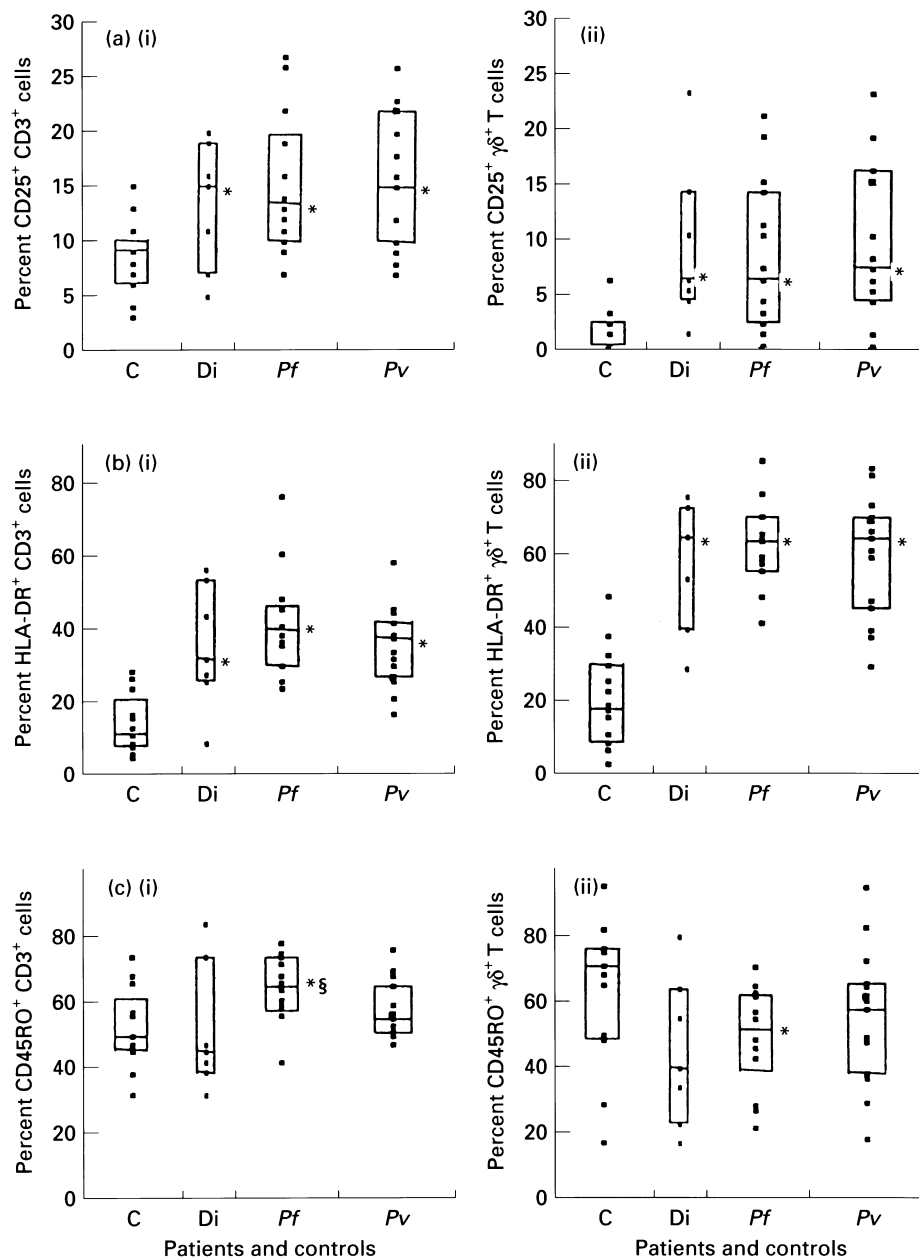 (a) (i)
Percent CD25⁺ CD3⁺ cells
30
25
20
15
10
5
0
*
*
*
C Di Pf Pv
(ii)
Percent CD25⁺ γδ⁺ T cells
30
25
20
15
10
5
0
*
*
*
C Di Pf Pv
(b) (i)
Percent HLA-DR⁺ CD3⁺ cells
80
60
40
20
0
*
*
*
C Di Pf Pv
(ii)
Percent HLA-DR⁺ γδ⁺ T cells
80
60
40
20
0
*
*
*
C Di Pf Pv
(c) (i)
Percent CD45RO⁺ CD3⁺ cells
80
60
40
20
0
*§
C Di Pf Pv
Patients and controls
(ii)
Percent CD45RO⁺ γδ⁺ T cells
80
60
40
20
0
*
C Di Pf Pv
Patients and controls